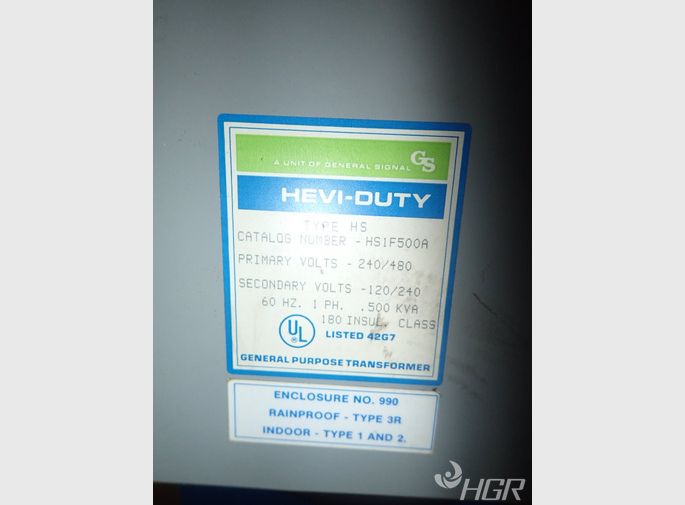 A UNIT OF GENERAL SIGNAL
GS
HEVI-DUTY
TYPE HS
CATALOG NUMBER - HS1F500A
PRIMARY VOLTS - 240/480
SECONDARY VOLTS -120/240
60 HZ. 1 PH. .500 KVA
180 INSUL. CLASS
UL
LISTED 42G7
GENERAL PURPOSE TRANSFORMER
ENCLOSURE NO. 990
RAINPROOF - TYPE 3R
INDOOR - TYPE 1 AND 2.
HGR